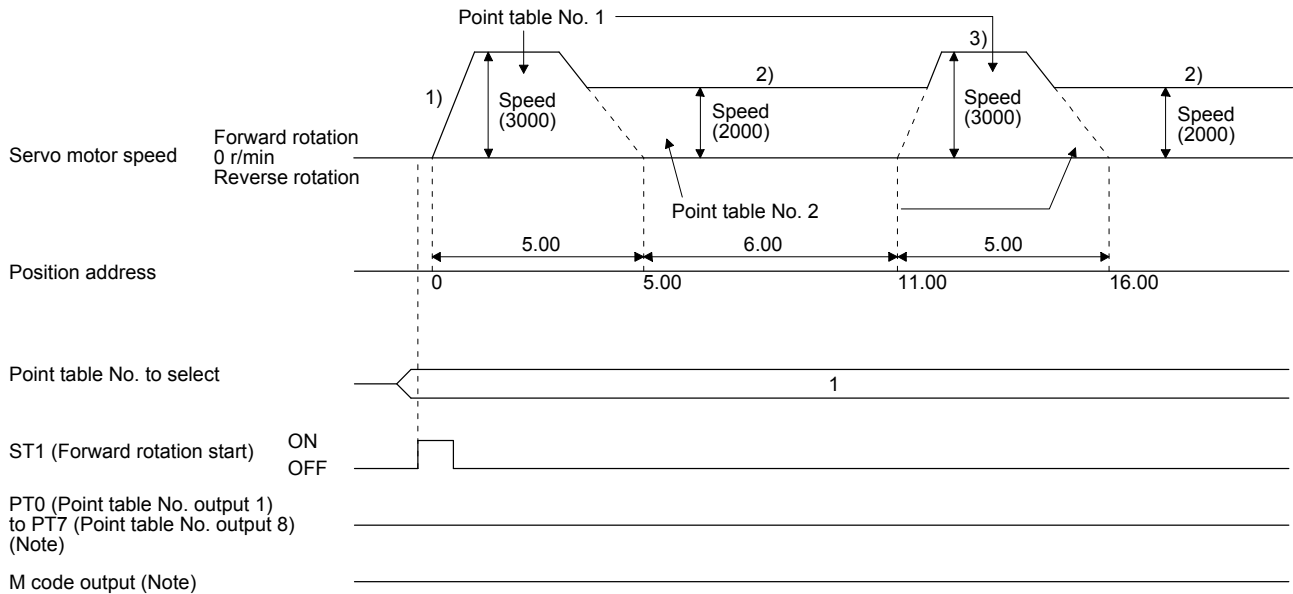 Point table No. 1
3)
2)
2)
1)
Speed
(3000)
Speed
(2000)
Speed
(3000)
Speed
(2000)
Servo motor speed
Forward rotation
0 r/min
Reverse rotation
Point table No. 2
5.00
6.00
5.00
Position address
0
5.00
11.00
16.00
Point table No. to select
1
ST1 (Forward rotation start)
ON
OFF
PT0 (Point table No. output 1)
to PT7 (Point table No. output 8)
(Note)
M code output (Note)